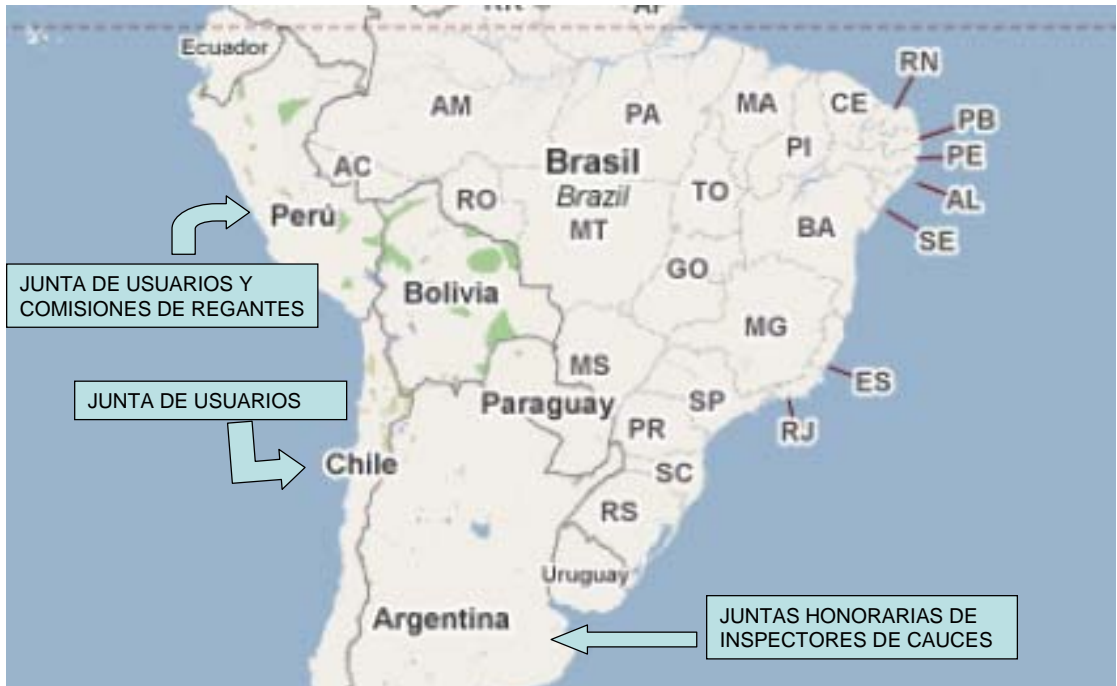 RR
AP
Ecuador
RN
AM
PA
MA
CE
PB
PI
PE
AC
Brasil
Brazil
TO
AL
RO
Perú
MT
BA
SE
GO
JUNTA DE USUARIOS Y
COMISIONES DE REGANTES
Bolivia
MG
MS
ES
JUNTA DE USUARIOS
Paraguay
SP
PR
RJ
Chile
SC
RS
Uruguay
Argentina
JUNTAS HONORARIAS DE
INSPECTORES DE CAUCES